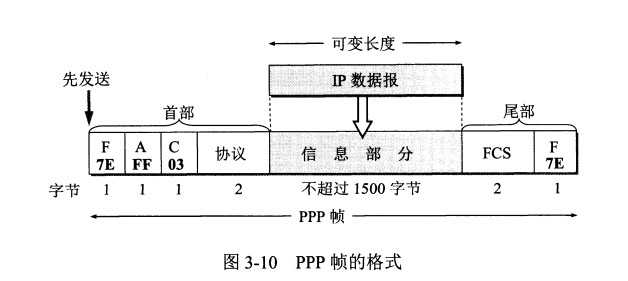 可变长度
先发送
IP 数据报
首部
尾部
F A C 协议 信息部分 FCS F
7E FF 03 7E
字节 1 1 1 2 不超过 1500 字节 2 1
PPP 帧
图 3-10 PPP 帧的格式